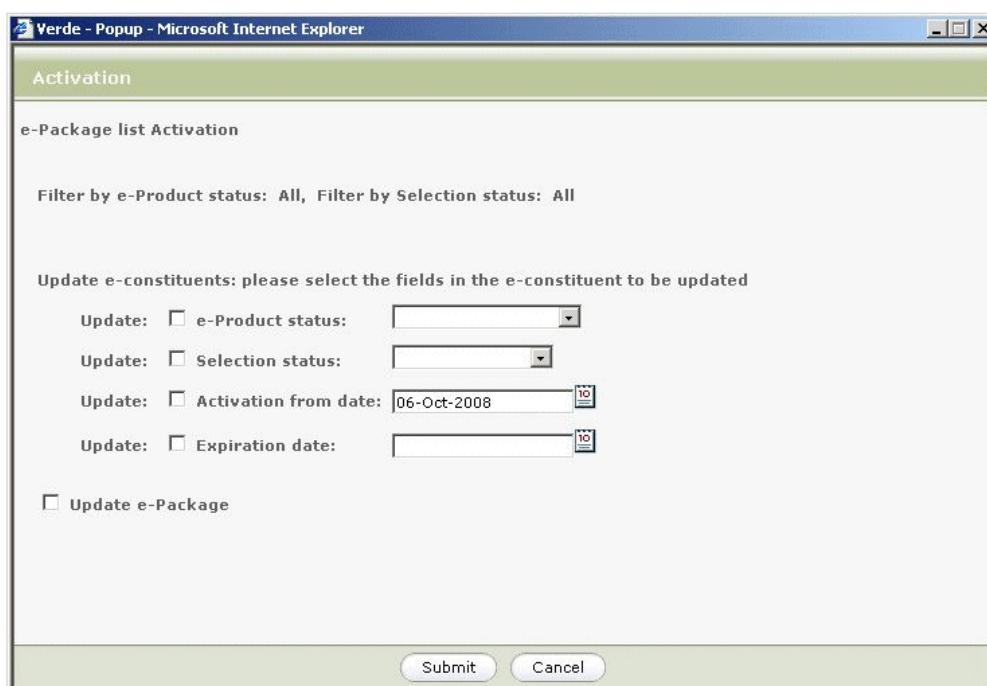 Verde - Popup - Microsoft Internet Explorer
Activation
e-Package list Activation
Filter by e-Product status: All, Filter by Selection status: All
Update e-constituents: please select the fields in the e-constituent to be updated
Update: e-Product status:
Update: Selection status:
Update: Activation from date: 06-Oct-2008 10
Update: Expiration date: 10
Update e-Package
Submit Cancel